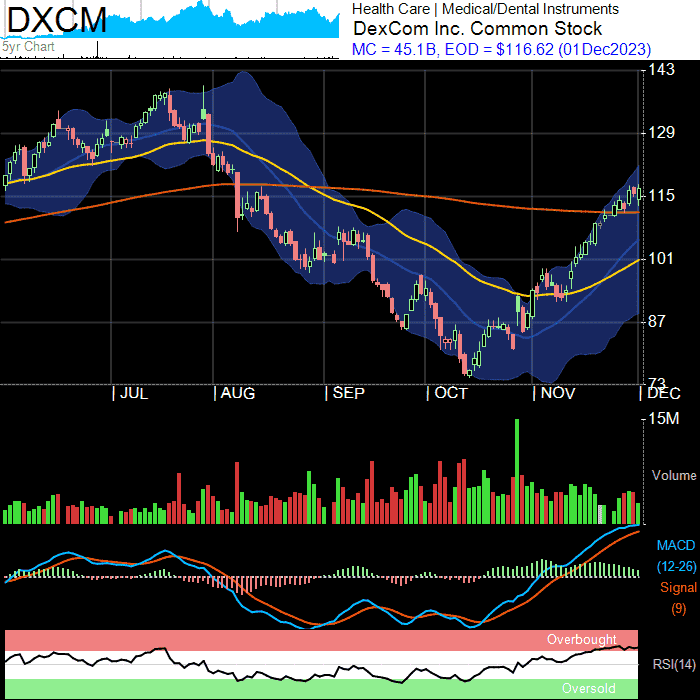 DXCM
5yr Chart
Health Care | Medical/Dental Instruments
DexCom Inc. Common Stock
MC = 45.1B, EOD = $116.62 (01Dec2023)
143
129
115
101
87
73
JUL
AUG
SEP
OCT
NOV
DEC
15M
Volume
MACD
(12-26)
Signal
(9)
Overbought
RSI(14)
Oversold